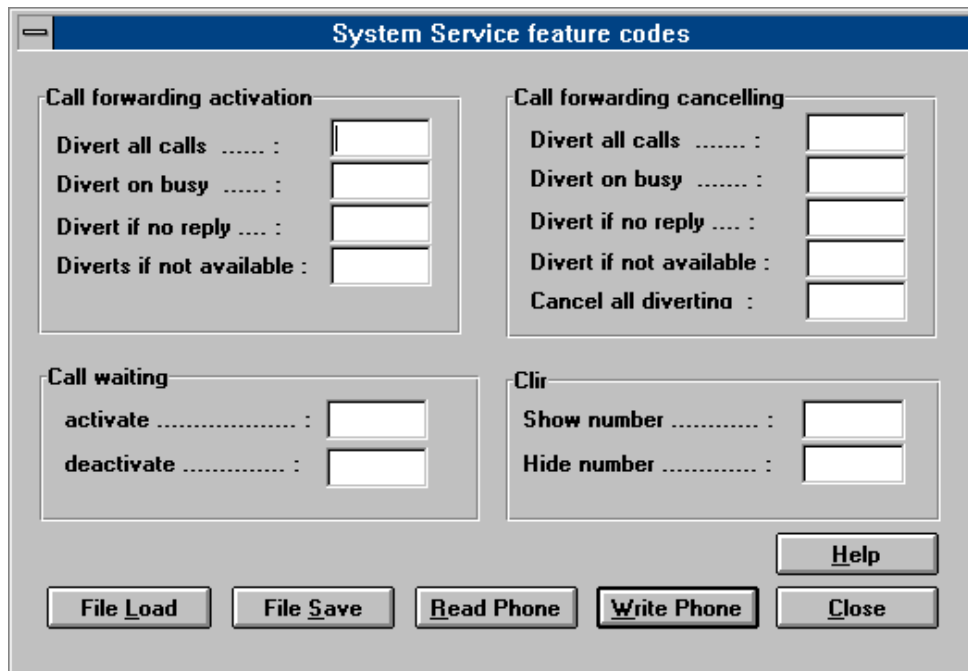 System Service feature codes
Call forwarding activation
Divert all calls ...... :
Divert on busy ...... :
Divert if no reply .... :
Diverts if not available :
Call forwarding cancelling
Divert all calls ....... :
Divert on busy ....... :
Divert if no reply ..... :
Divert if not available :
Cancel all diverting :
Call waiting
activate ................... :
deactivate .............. :
Clir
Show number ............ :
Hide number ............. :
Help
File Load
File Save
Read Phone
Write Phone
Close